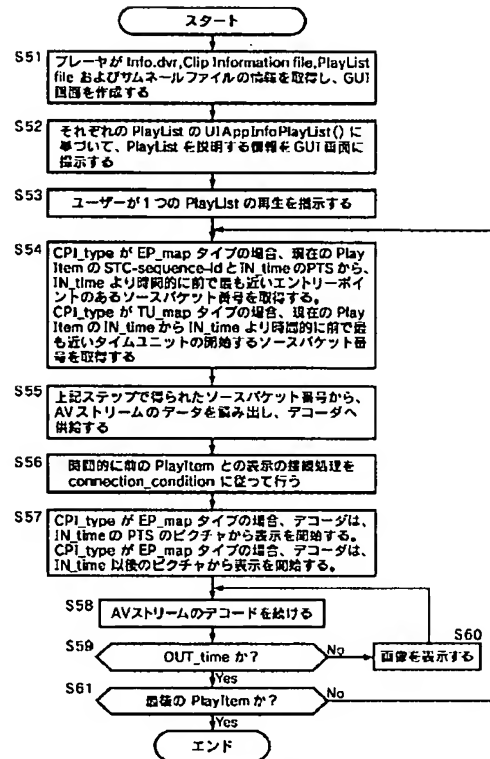 スタート
S51
プレーヤが Info.dvr,Clip Information file,PlayList
file およびサムネールファイルの情報を取得し、GUI
画面を作成する
S52
それぞれの PlayList の UIAppInfoPlayList() に
基づいて、PlayList を説明する情報を GUI 画面に
提示する
S53
ユーザーが1つの PlayList の再生を指示する
S54
CPI_type が EP_map タイプの場合、現在の Play
Item の STC-sequence-id と IN_time の PTS から、
IN_time より時間的に前で最も近いエントリーポイ
ントのあるソースパケット番号を取得する。
CPI_type が TU_map タイプの場合、現在の Play
Item の IN_time から IN_time より時間的に前で最
も近いタイムユニットの開始するソースパケット番
号を取得する
S55
上記ステップで得られたソースパケット番号から、
AVストリームのデータを読み出し、デコーダへ
供給する
S56
時間的に前の PlayItem との表示の接続処理を
connection_condition に従って行う
S57
CPI_type が EP_map タイプの場合、デコーダは、
IN_time の PTS のピクチャから表示を開始する。
CPI_type が EP_map タイプの場合、デコーダは、
IN_time 以後のピクチャから表示を開始する。
S58
AVストリームのデコードを続ける
S59
OUT_time か?
No
S60
画像を表示する
Yes
S61
最後の PlayItem か?
No
Yes
エンド